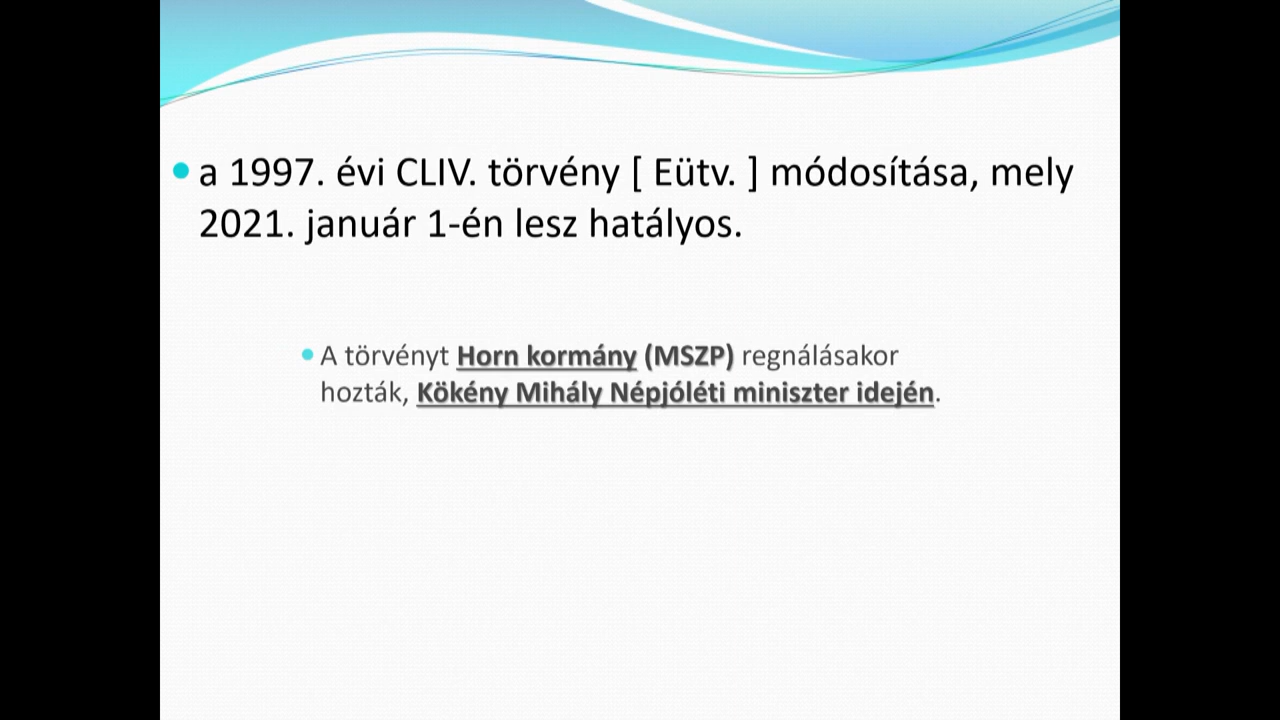 a 1997. évi CLIV. törvény [ Eütv. ] módosítása, mely
2021. január 1-én lesz hatályos.
A törvényt Horn kormány (MSZP) regnálásakor
hozták, Kökény Mihály Népjóléti miniszter idején.